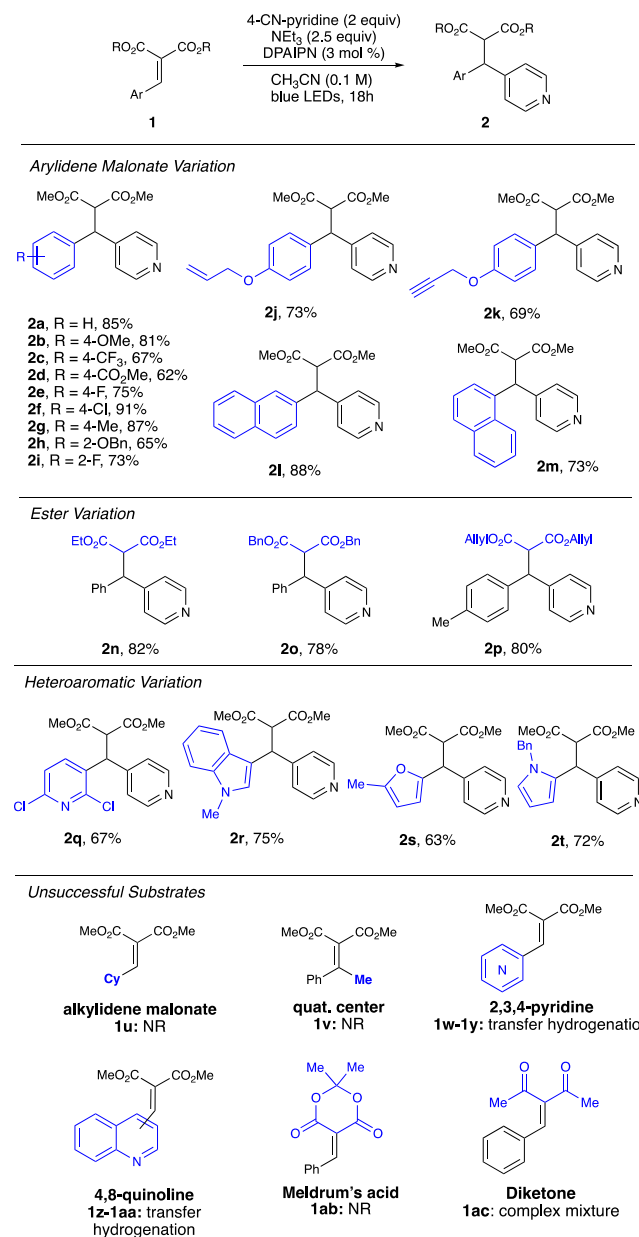 4-CN-pyridine (2 equiv)
NEt3 (2.5 equiv)
DPAIPN (3 mol %)
CH3CN (0.1 M)
blue LEDs, 18h
RO2C CO2R
Ar
1
RO2C CO2R
Ar
N
2
Arylidene Malonate Variation
MeO2C CO2Me
R
N
2a, R = H, 85%
2b, R = 4-OMe, 81%
2c, R = 4-CF3, 67%
2d, R = 4-CO2Me, 62%
2e, R = 4-F, 75%
2f, R = 4-Cl, 91%
2g, R = 4-Me, 87%
2h, R = 2-OBn, 65%
2i, R = 2-F, 73%
MeO2C CO2Me
O
N
2j, 73%
MeO2C CO2Me
O
N
2k, 69%
MeO2C CO2Me
N
2l, 88%
MeO2C CO2Me
N
2m, 73%
Ester Variation
EtO2C CO2Et
Ph
N
2n, 82%
BnO2C CO2Bn
Ph
N
2o, 78%
AllylO2C CO2Allyl
Me
N
2p, 80%
Heteroaromatic Variation
MeO2C CO2Me
Cl N Cl
N
2q, 67%
MeO2C CO2Me
N
Me
N
2r, 75%
MeO2C CO2Me
Me O
N
2s, 63%
MeO2C CO2Me
Bn
N
N
2t, 72%
Unsuccessful Substrates
MeO2C CO2Me
Cy
alkylidene malonate
1u: NR
MeO2C CO2Me
Ph Me
quat. center
1v: NR
MeO2C CO2Me
N
2,3,4-pyridine
1w-1y: transfer hydrogenatio
MeO2C CO2Me
N
4,8-quinoline
1z-1aa: transfer
hydrogenation
Me Me
O O
O O
Ph
Meldrum's acid
1ab: NR
O O
Me Me
Diketone
1ac: complex mixture